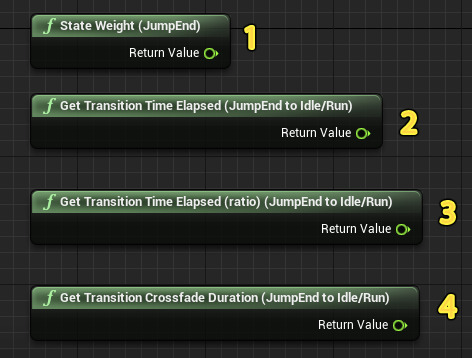 f State Weight (JumpEnd)
Return Value
1
f Get Transition Time Elapsed (JumpEnd to Idle/Run)
Return Value
2
f Get Transition Time Elapsed (ratio) (JumpEnd to Idle/Run)
Return Value
3
f Get Transition Crossfade Duration (JumpEnd to Idle/Run)
Return Value
4